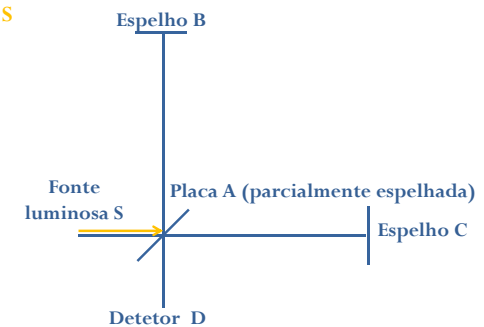 S
Espelho B
Fonte
luminosa S
Placa A (parcialmente espelhada)
Espelho C
Detetor D